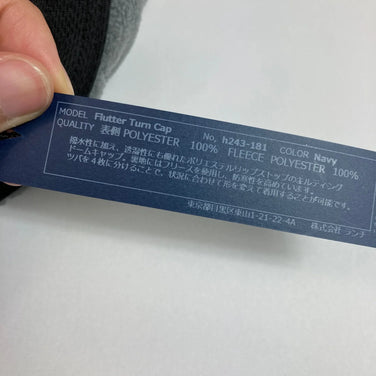 MODEL Flutter Turn Cap No, h243-181 COLOR Navy
QUALITY 表側 POLYESTER 100% FLEECE POLYESTER 100%
撥水性に加え、透湿性にも優れたポリエステルリップストップのキルティング
ドームキャップ。裏地にはフリースを使用し、防寒性を高めています。
ツバを4枚に分けることで、状況に合わせて形を変えて着用することが可能です。
東京都目黒区東山1-21-22-4A 株式会社 ランチ